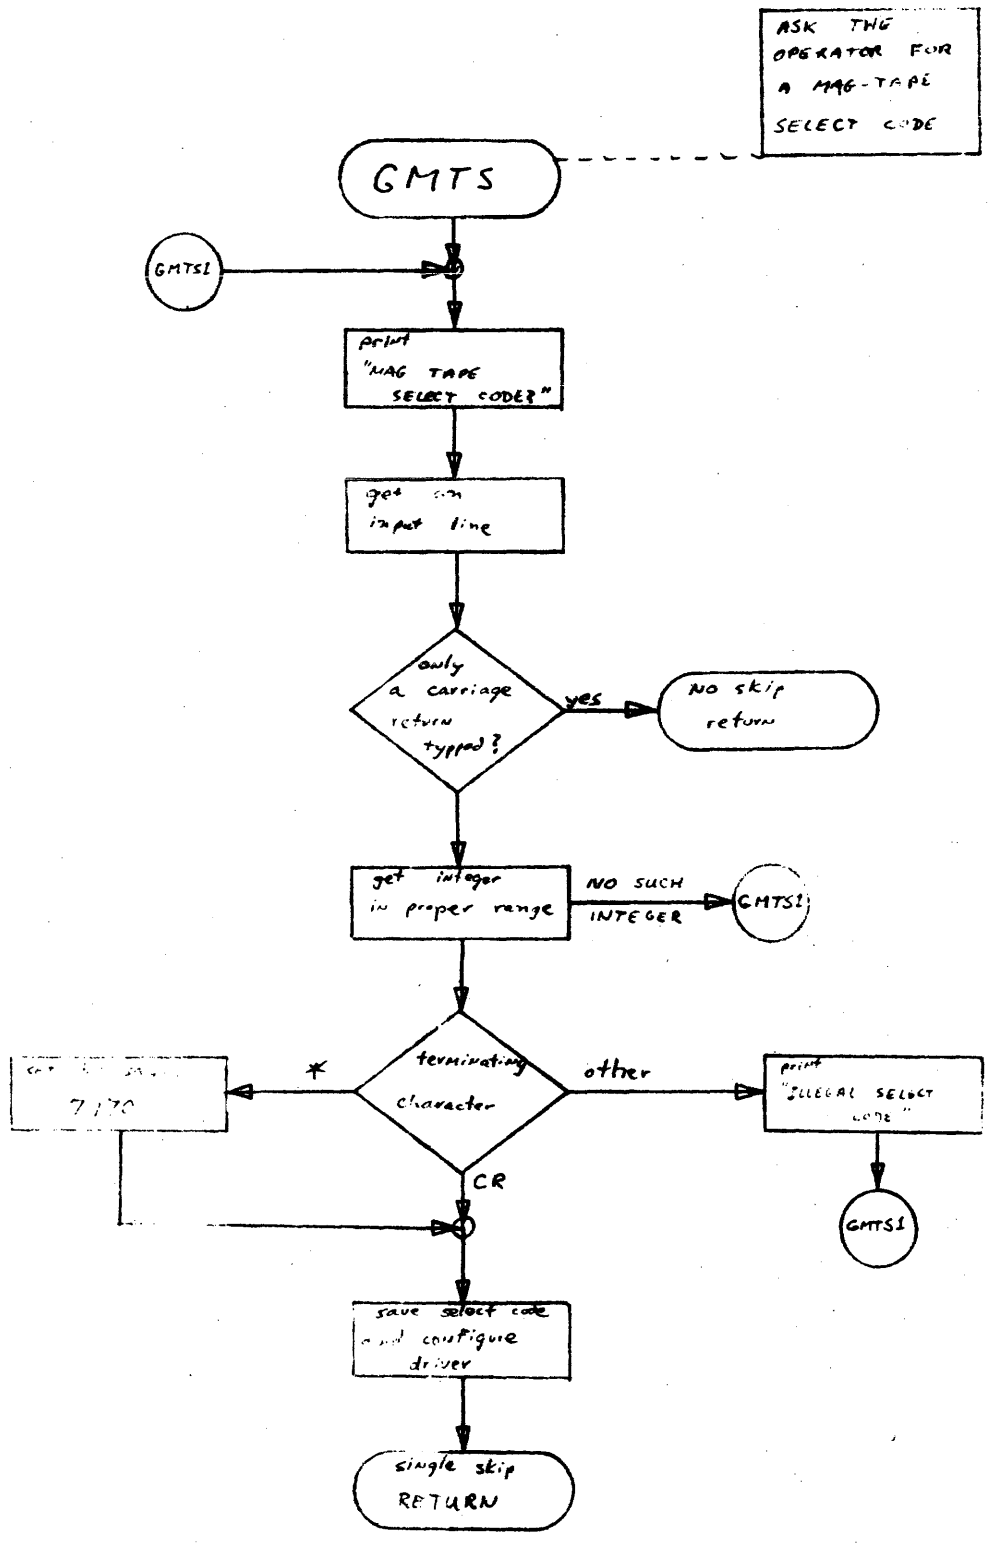 ASK THE
OPERATOR FOR
A MAG-TAPE
SELECT CODE
GMTS
GMTS1
print
"MAG TAPE
SELECT CODE?"
get an
input line
only
a carriage
return
typped?
yes
NO skip
return
get integer
in proper range
NO SUCH
INTEGER
GMTS1
terminating
character
*
other
7970
print
"ILLEGAL SELECT
CODE"
CR
GMTS1
save select code
and configure
driver
single skip
RETURN